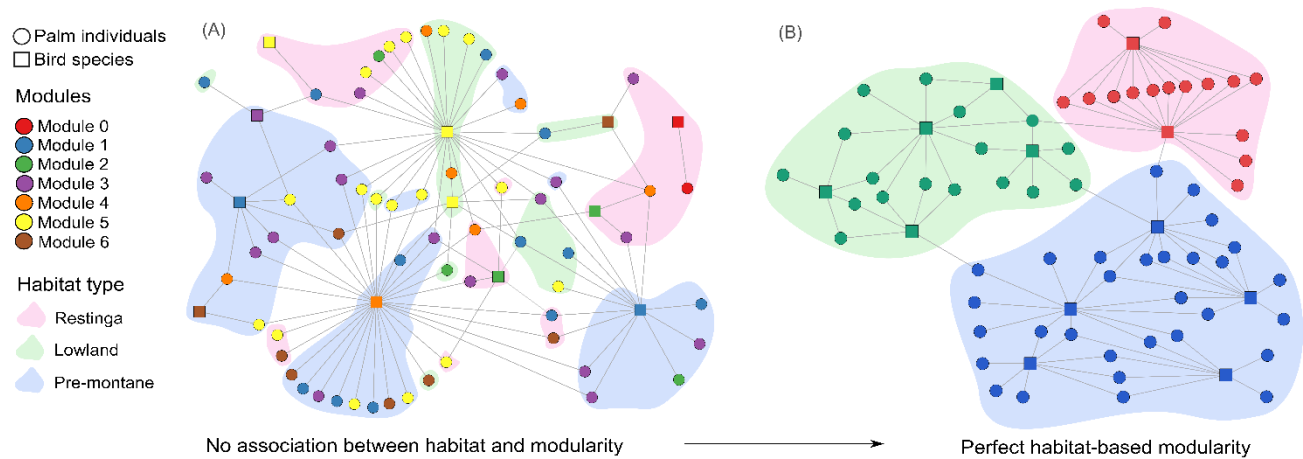 Palm individuals
Bird species
Modules
Module 0
Module 1
Module 2
Module 3
Module 4
Module 5
Module 6
Habitat type
Restinga
Lowland
Pre-montane
(A)
(B)
No association between habitat and modularity
Perfect habitat-based modularity